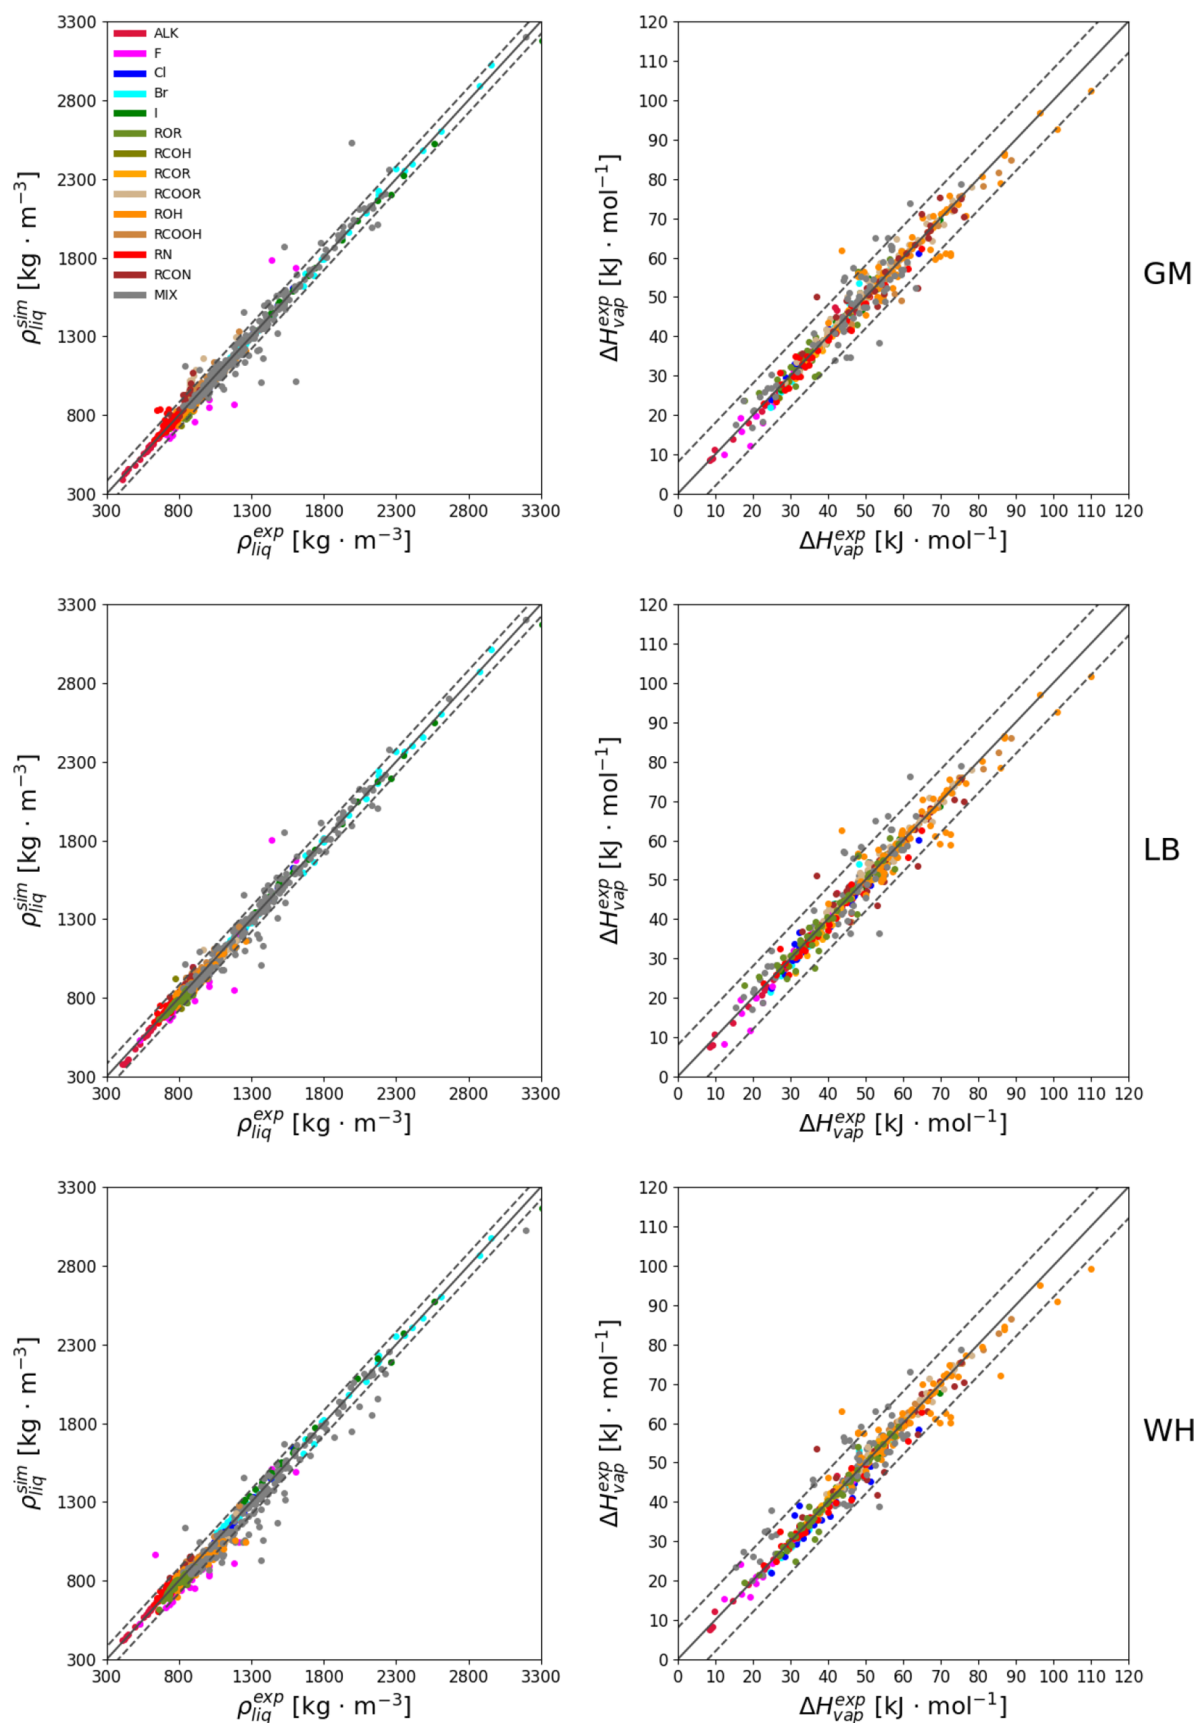 3300
2800
2300
1800
1300
800
300
ρ_liq^sim [kg · m⁻³]
ALK
F
Cl
Br
I
ROR
RCOH
RCOR
RCOOR
ROH
RCOOH
RN
RCON
MIX
300 800 1300 1800 2300 2800 3300
ρ_liq^exp [kg · m⁻³]
120
110
100
90
80
70
60
50
40
30
20
10
0
ΔH_vap^exp [kJ · mol⁻¹]
0 10 20 30 40 50 60 70 80 90 100 110 120
ΔH_vap^exp [kJ · mol⁻¹]
GM
3300
2800
2300
1800
1300
800
300
ρ_liq^sim [kg · m⁻³]
300 800 1300 1800 2300 2800 3300
ρ_liq^exp [kg · m⁻³]
120
110
100
90
80
70
60
50
40
30
20
10
0
ΔH_vap^exp [kJ · mol⁻¹]
0 10 20 30 40 50 60 70 80 90 100 110 120
ΔH_vap^exp [kJ · mol⁻¹]
LB
3300
2800
2300
1800
1300
800
300
ρ_liq^sim [kg · m⁻³]
300 800 1300 1800 2300 2800 3300
ρ_liq^exp [kg · m⁻³]
120
110
100
90
80
70
60
50
40
30
20
10
0
ΔH_vap^exp [kJ · mol⁻¹]
0 10 20 30 40 50 60 70 80 90 100 110 120
ΔH_vap^exp [kJ · mol⁻¹]
WH